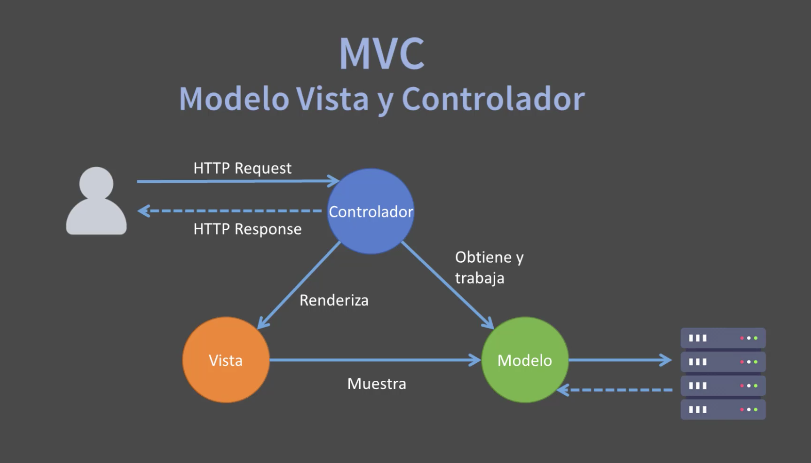 MVC
Modelo Vista y Controlador
HTTP Request
Controlador
HTTP Response
Obtiene y
trabaja
Renderiza
Vista
Modelo
Muestra